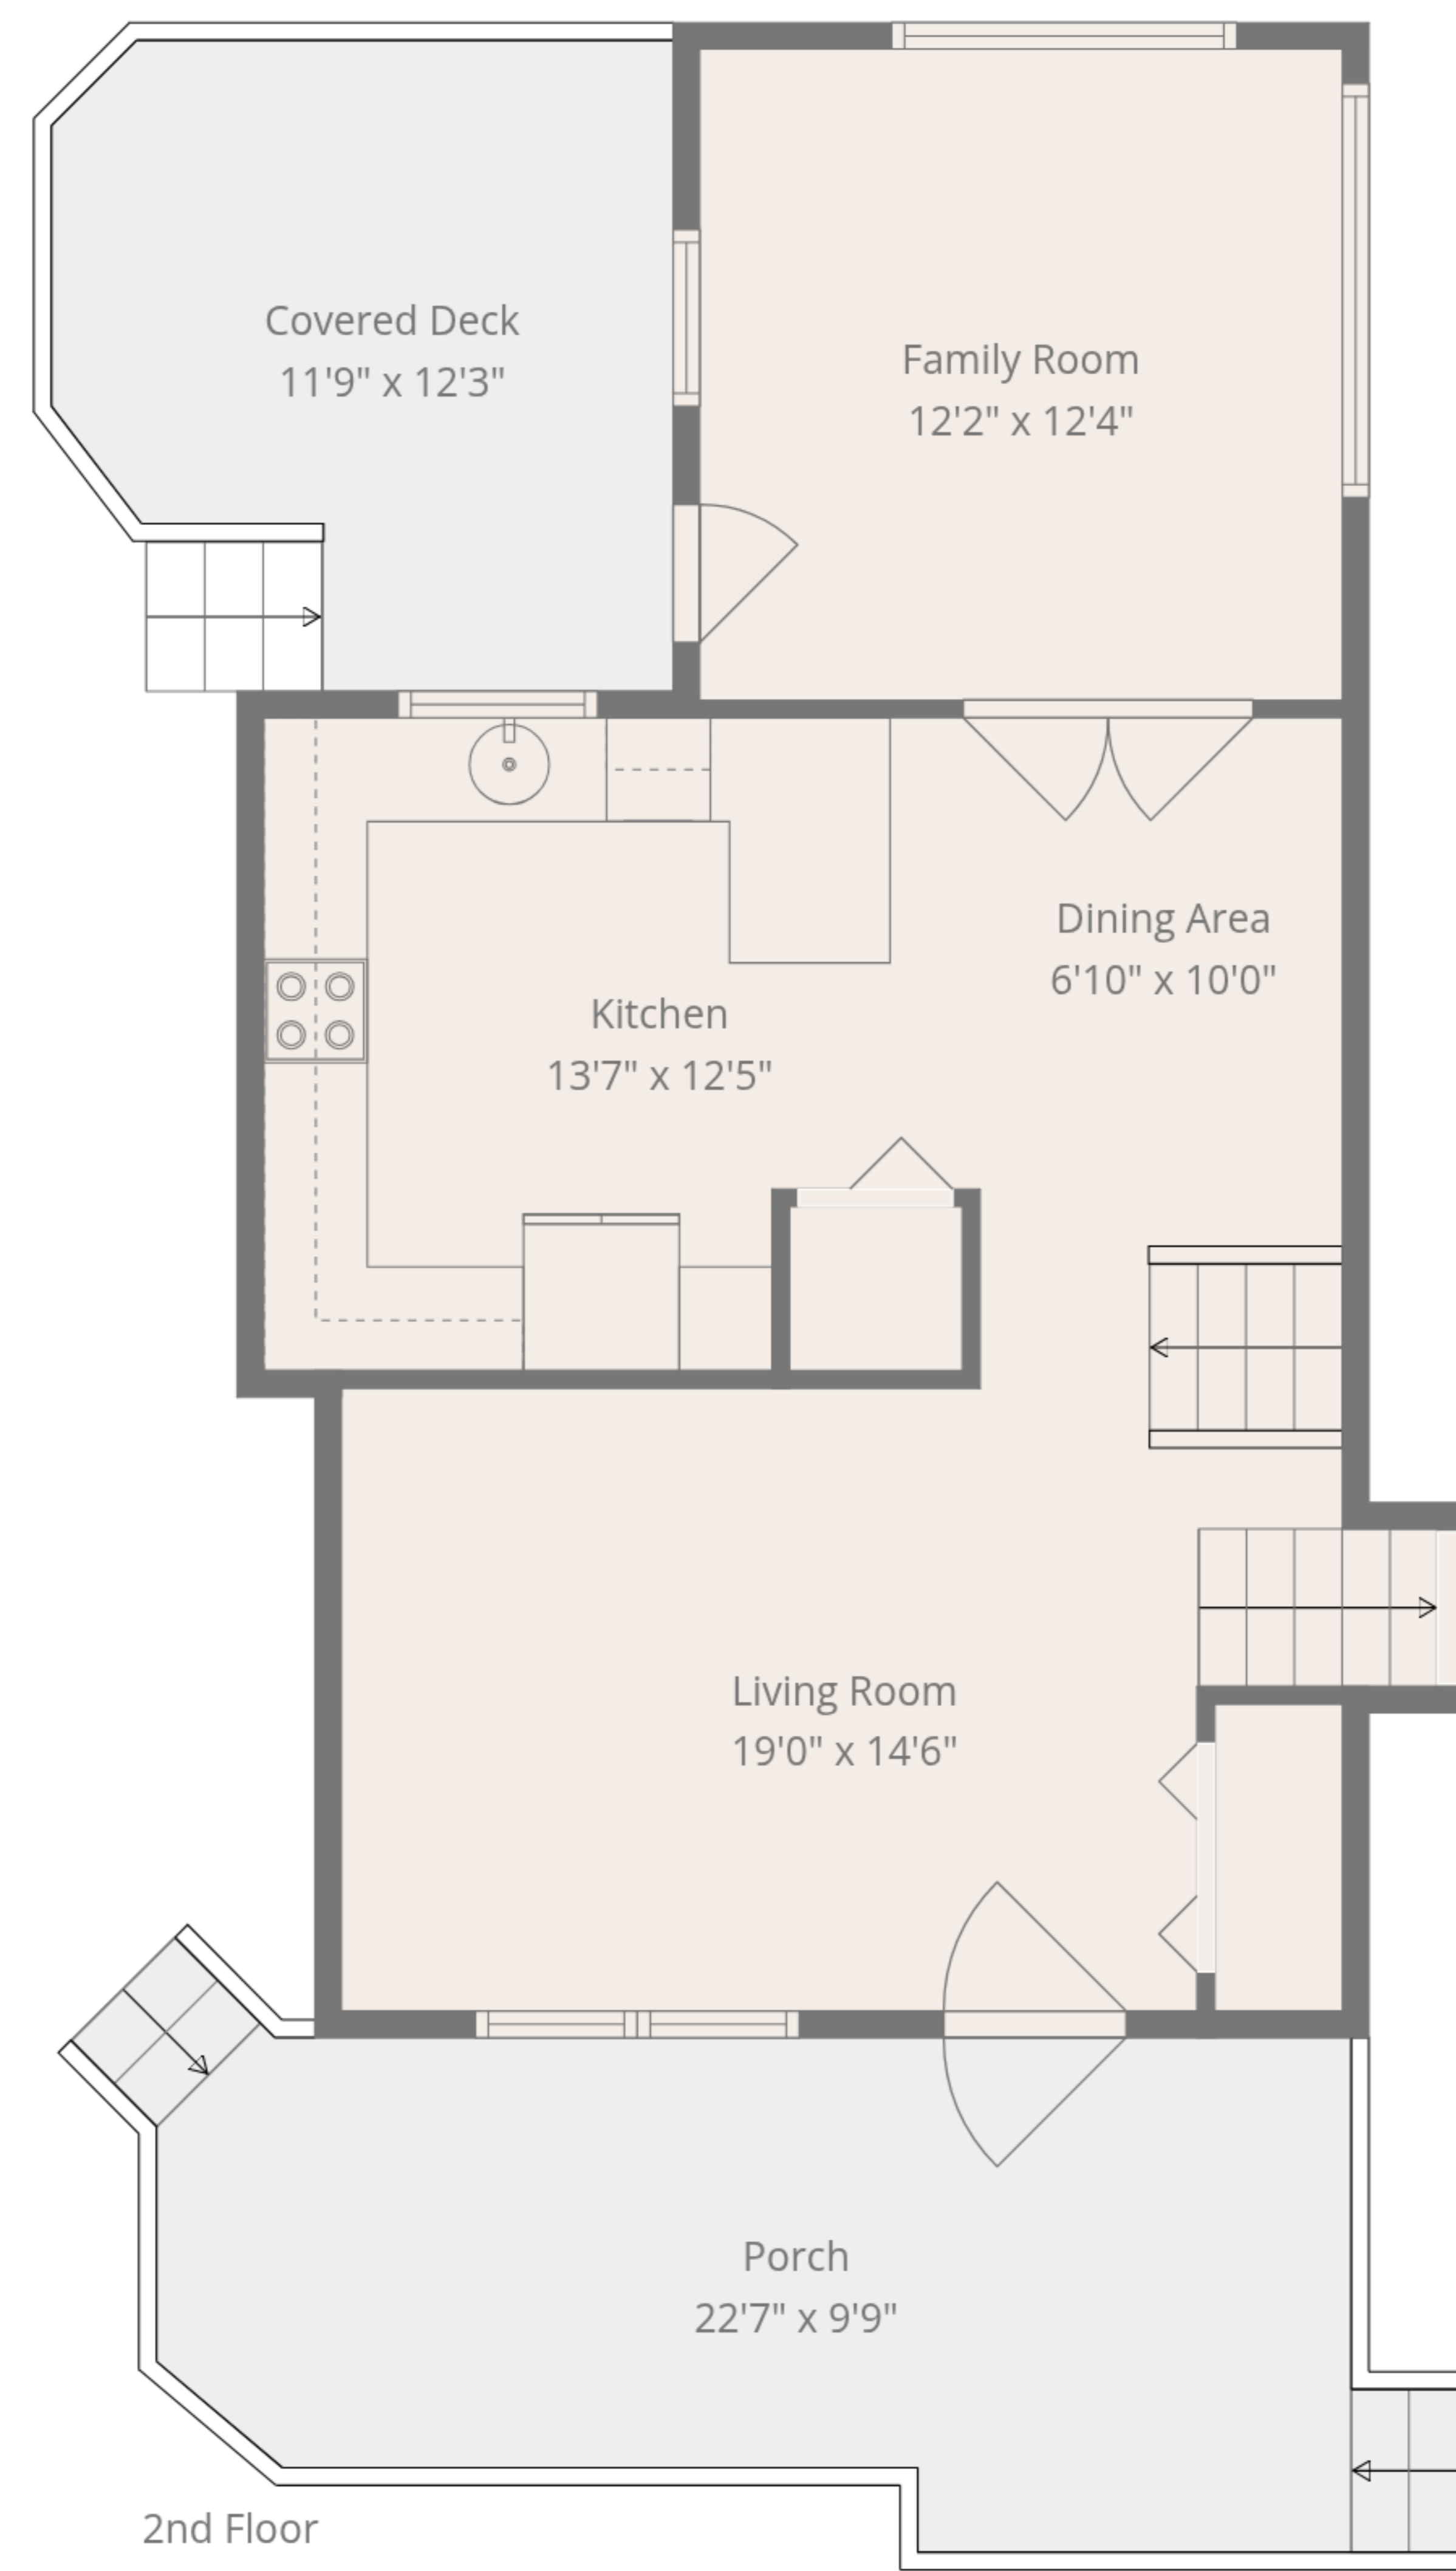 Covered Deck
11'9" x 12'3"
Family Room
12'2" x 12'4"
Dining Area
6'10" x 10'0"
Kitchen
13'7" x 12'5"
Living Room
19'0" x 14'6"
Porch
22'7" x 9'9"
2nd Floor